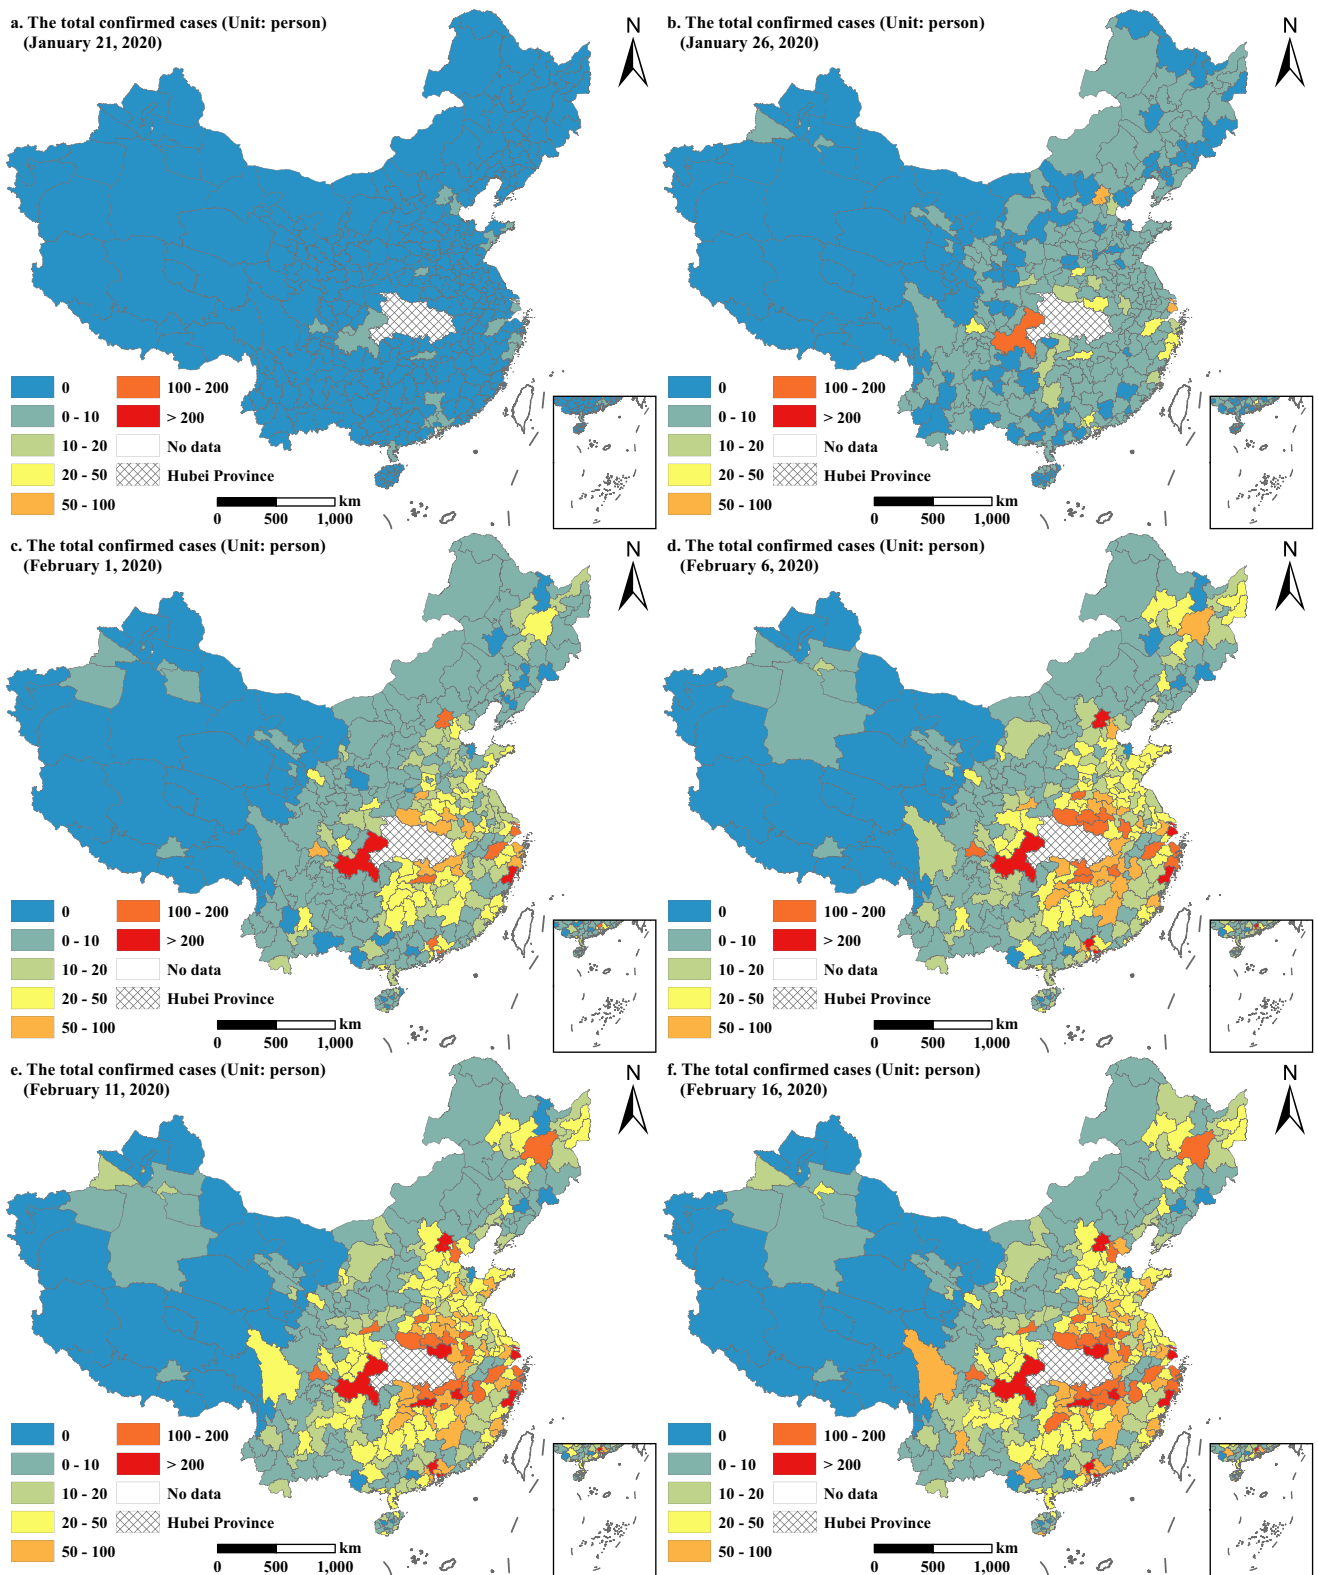 a. The total confirmed cases (Unit: person)
(January 21, 2020)
N
0
0 - 10
10 - 20
20 - 50
50 - 100
100 - 200
> 200
No data
Hubei Province
km
0 500 1,000
b. The total confirmed cases (Unit: person)
(January 26, 2020)
N
0
0 - 10
10 - 20
20 - 50
50 - 100
100 - 200
> 200
No data
Hubei Province
km
0 500 1,000
c. The total confirmed cases (Unit: person)
(February 1, 2020)
N
0
0 - 10
10 - 20
20 - 50
50 - 100
100 - 200
> 200
No data
Hubei Province
km
0 500 1,000
d. The total confirmed cases (Unit: person)
(February 6, 2020)
N
0
0 - 10
10 - 20
20 - 50
50 - 100
100 - 200
> 200
No data
Hubei Province
km
0 500 1,000
e. The total confirmed cases (Unit: person)
(February 11, 2020)
N
0
0 - 10
10 - 20
20 - 50
50 - 100
100 - 200
> 200
No data
Hubei Province
km
0 500 1,000
f. The total confirmed cases (Unit: person)
(February 16, 2020)
N
0
0 - 10
10 - 20
20 - 50
50 - 100
100 - 200
> 200
No data
Hubei Province
km
0 500 1,000